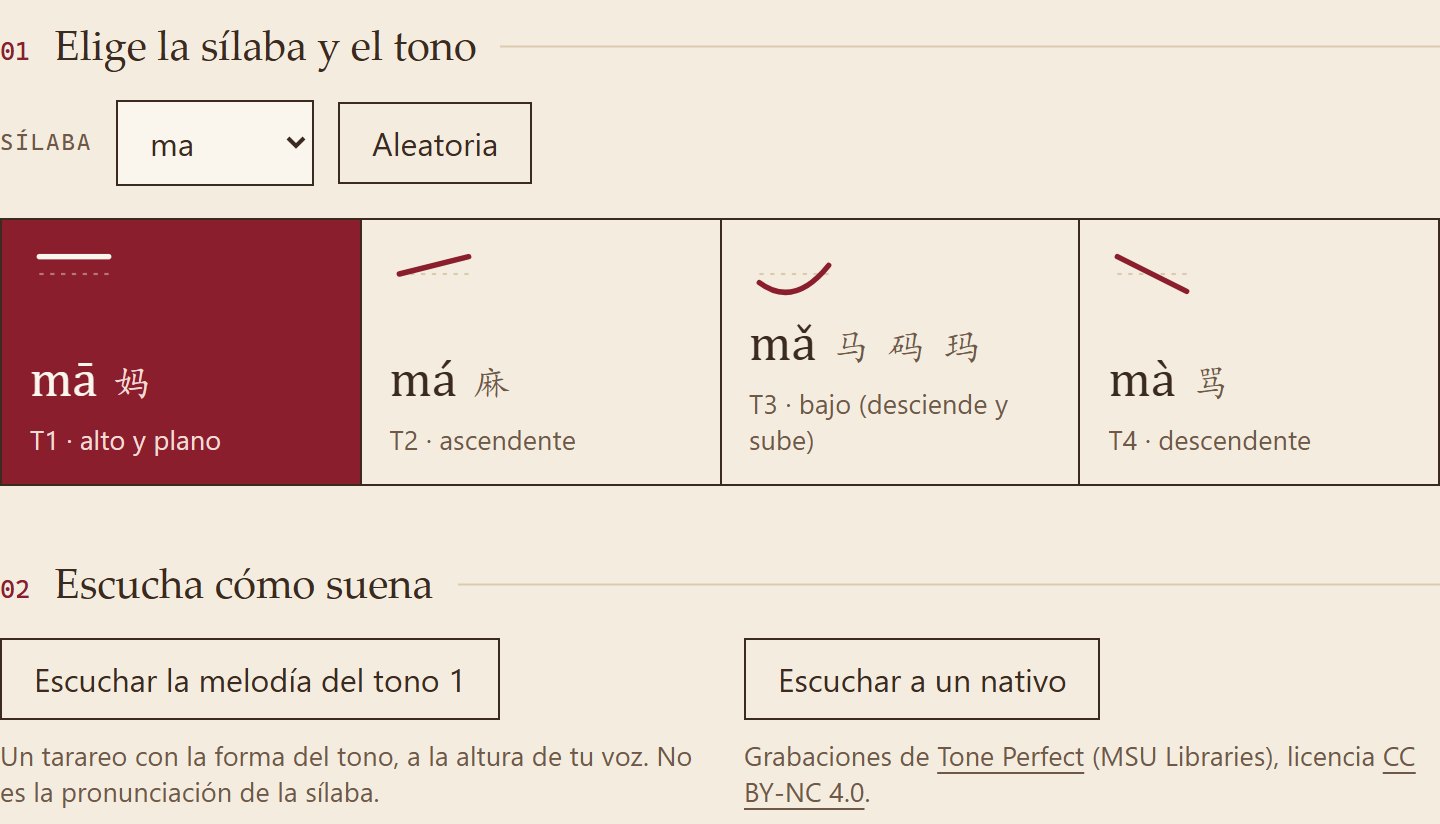 01 Elige la sílaba y el tono
SÍLABA ma Aleatoria
mā 妈
T1 · alto y plano
má 麻
T2 · ascendente
mǎ 马 码 玛
T3 · bajo (desciende y
sube)
mà 骂
T4 · descendente
02 Escucha cómo suena
Escuchar la melodía del tono 1
Un tarareo con la forma del tono, a la altura de tu voz. No
es la pronunciación de la sílaba.
Escuchar a un nativo
Grabaciones de Tone Perfect (MSU Libraries), licencia CC
BY-NC 4.0.